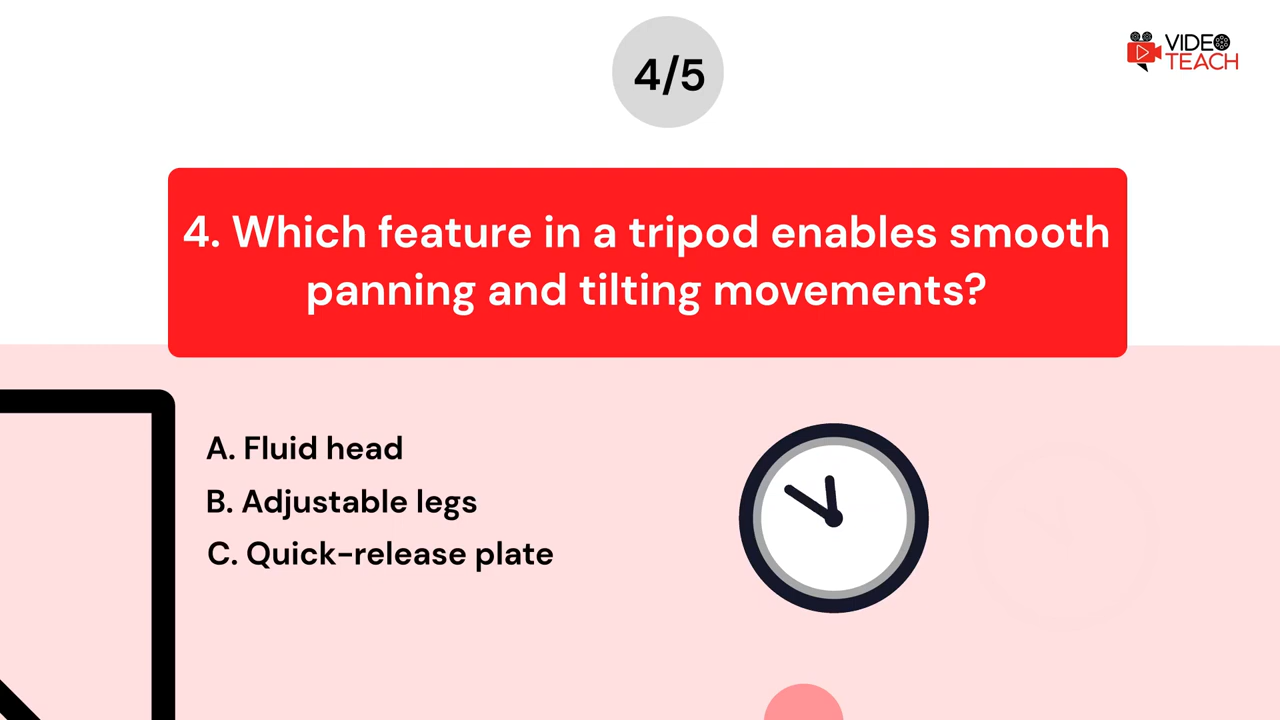 4/5
VIDEO
TEACH
4. Which feature in a tripod enables smooth
panning and tilting movements?
A. Fluid head
B. Adjustable legs
C. Quick-release plate